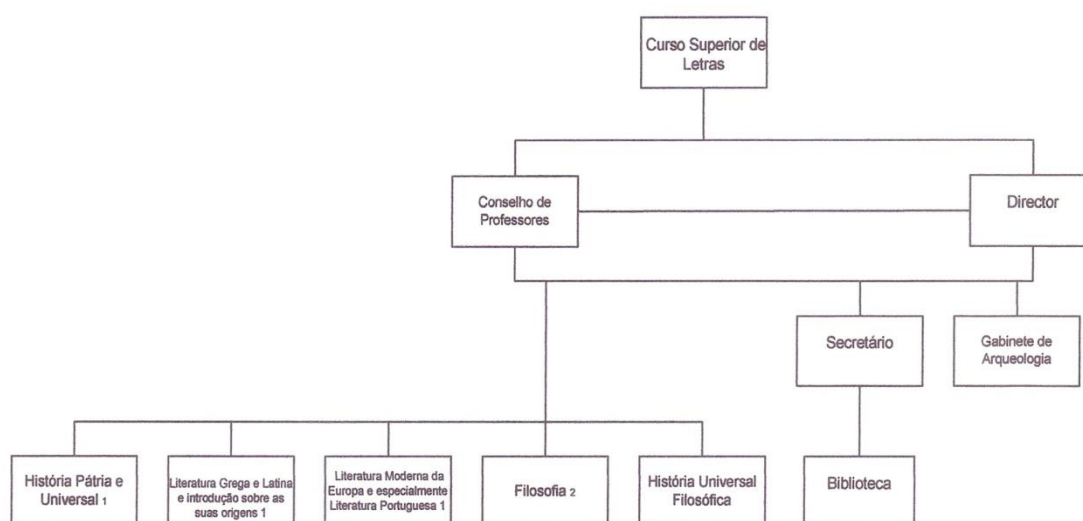 Curso Superior de
Letras
Conselho de
Professores
Director
Secretário
Gabinete de
Arqueologia
História Pátria e
Universal 1
Literatura Grega e Latina
e introdução sobre as
suas origens 1
Literatura Moderna da
Europa e especialmente
Literatura Portuguesa 1
Filosofia 2
História Universal
Filosófica
Biblioteca